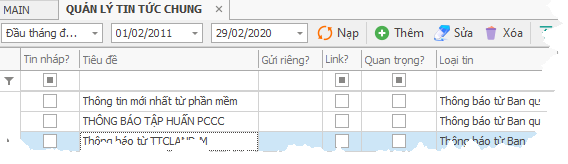 MAIN QUẢN LÝ TIN TỨC CHUNG ×
Đầu tháng đ... 01/02/2011 29/02/2020 Nạp Thêm Sửa Xóa
Tin nháp? Tiêu đề Gửi riêng? Link? Quan trọng? Loại tin
Thông tin mới nhất từ phần mềm Thông báo từ Ban qu
THÔNG BÁO TẬP HUẤN PCCC Thông báo từ Ban qu
Thông báo từ TTCLAND M Thông báo từ Ban